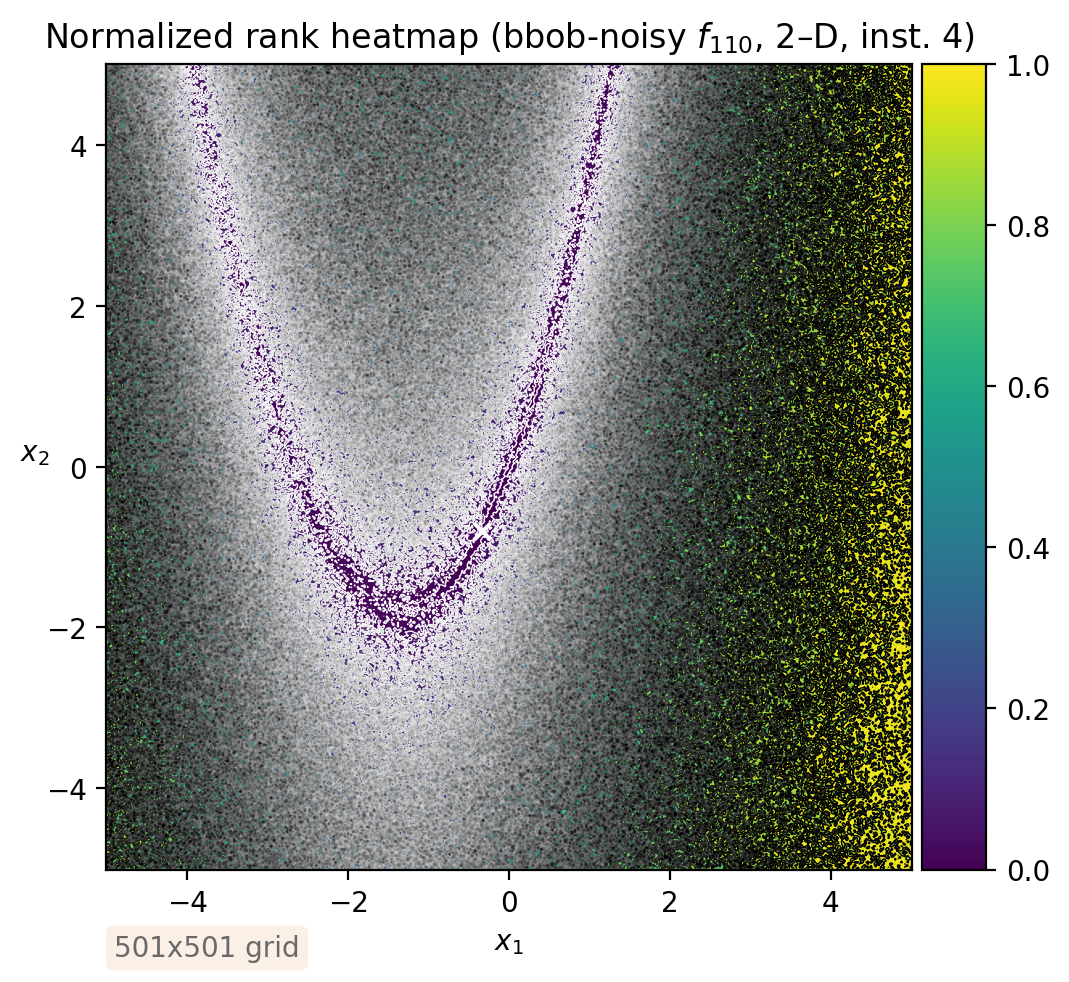 Normalized rank heatmap (bbob-noisy f110, 2–D, inst. 4)
1.0
0.8
0.6
0.4
0.2
0.0
4
2
0
−2
−4
x2
−4 −2 0 2 4
x1
501x501 grid